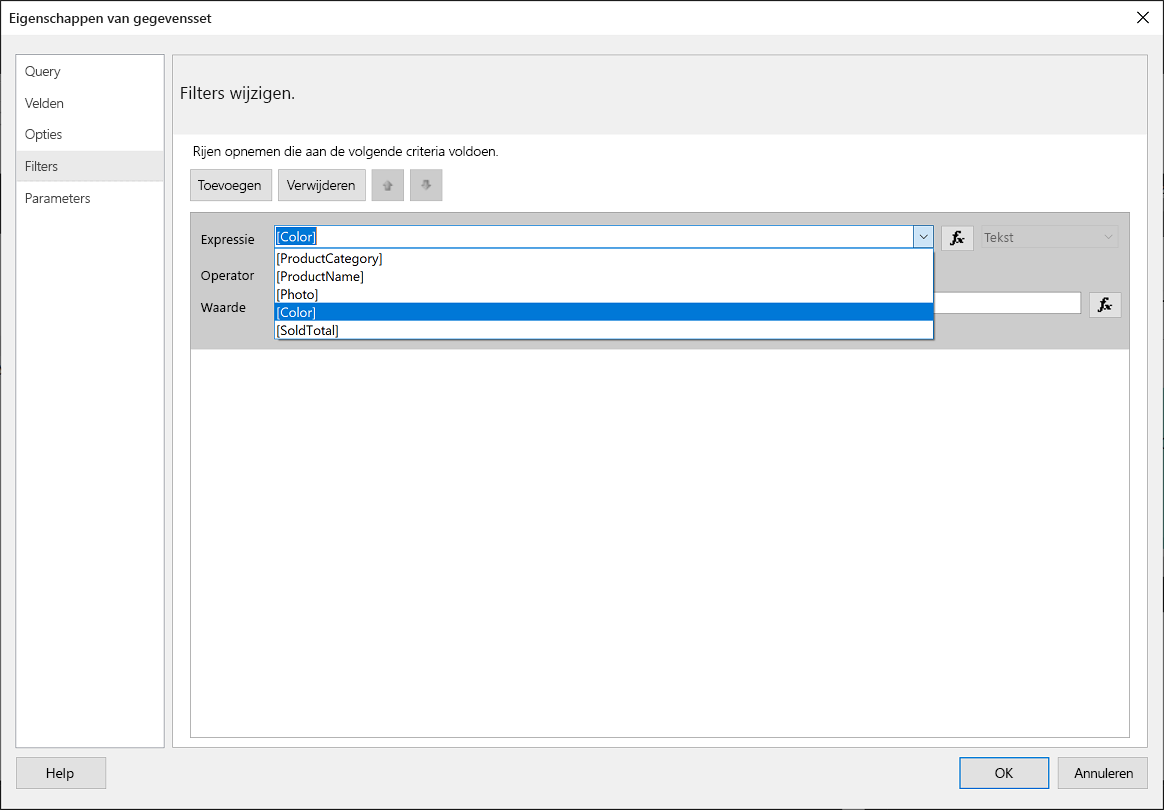 Eigenschappen van gegevensset
Query
Velden
Opties
Filters
Parameters
Filters wijzigen.
Rijen opnemen die aan de volgende criteria voldoen.
Toevoegen
Verwijderen
Expressie
[Color]
fx
Tekst
[ProductCategory]
[ProductName]
[Photo]
[Color]
[SoldTotal]
Operator
Waarde
fx
Help
OK
Annuleren